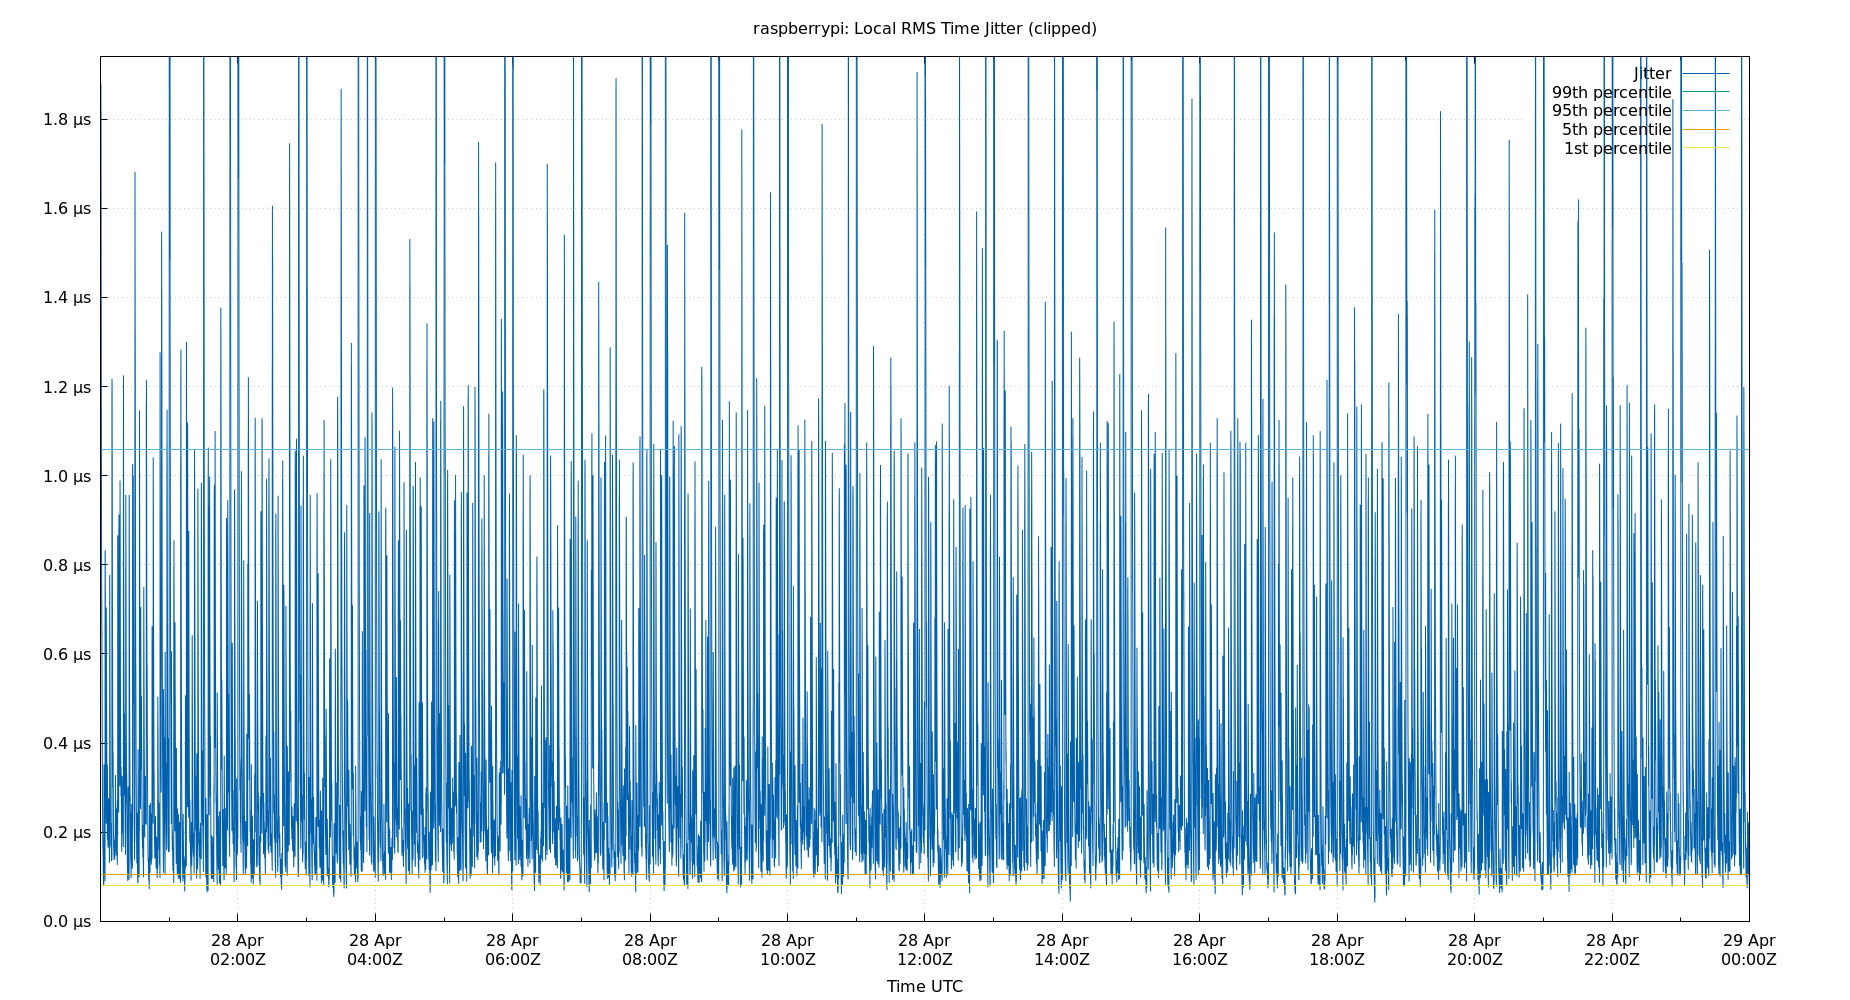 raspberrypi: Local RMS Time Jitter (clipped)
Jitter
99th percentile
95th percentile
5th percentile
1st percentile
1.8 µs
1.6 µs
1.4 µs
1.2 µs
1.0 µs
0.8 µs
0.6 µs
0.4 µs
0.2 µs
0.0 µs
28 Apr 28 Apr 28 Apr 28 Apr 28 Apr 28 Apr 28 Apr 28 Apr 28 Apr 28 Apr 28 Apr 29 Apr
02:00Z 04:00Z 06:00Z 08:00Z 10:00Z 12:00Z 14:00Z 16:00Z 18:00Z 20:00Z 22:00Z 00:00Z
Time UTC